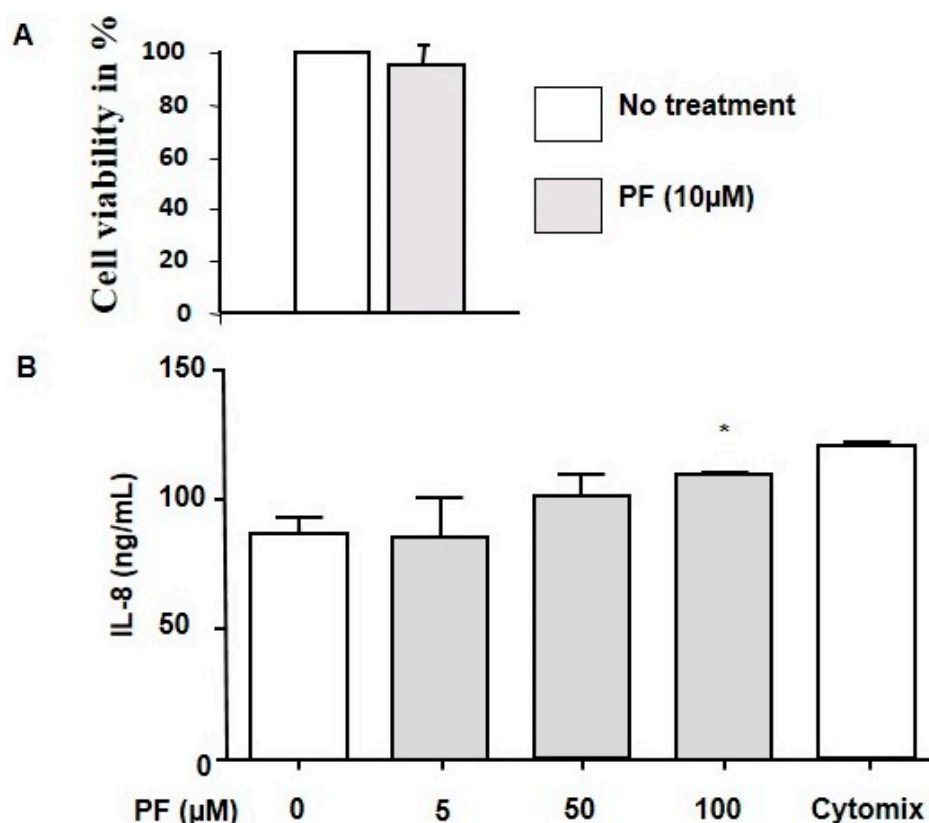 A
Cell viability in %
100
80
60
40
20
0
No treatment
PF (10µM)
B
IL-8 (ng/mL)
150
100
50
0
*
PF (µM) 0 5 50 100 Cytomix